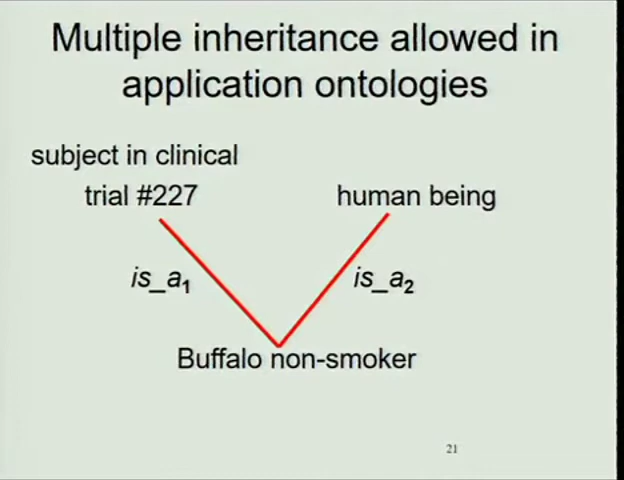 Multiple inheritance allowed in
application ontologies
subject in clinical
trial #227
human being
is_a1
is_a2
Buffalo non-smoker
21